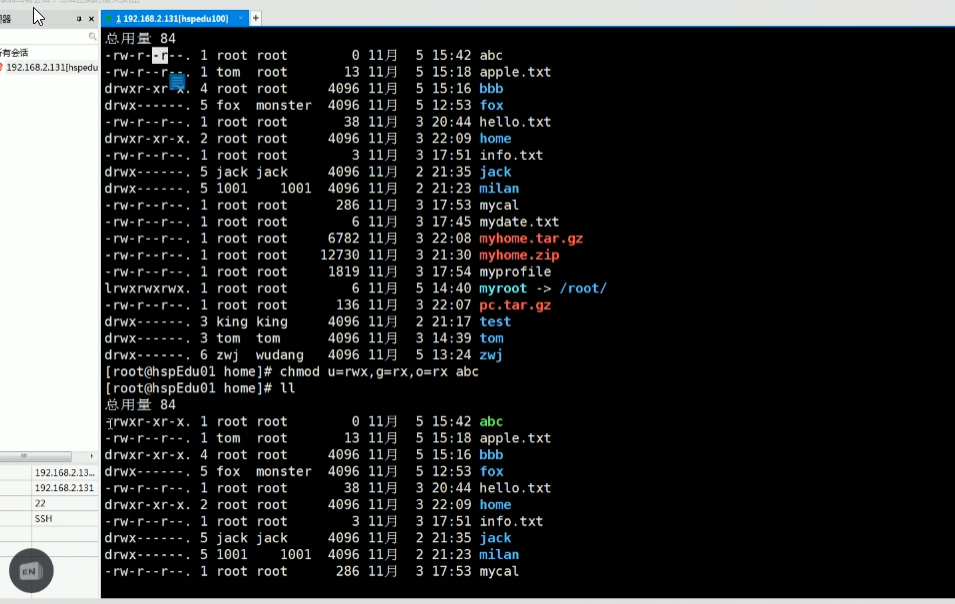 1 192.168.2.131[hspedu100]
所有会话
192.168.2.131[hspedu
总用量 84
-rw-r--r--. 1 root root 0 11月 5 15:42 abc
-rw-r--r--. 1 tom root 13 11月 5 15:18 apple.txt
drwxr-xr-x. 4 root root 4096 11月 5 15:16 bbb
drwx------. 5 fox monster 4096 11月 5 12:53 fox
-rw-r--r--. 1 root root 38 11月 3 20:44 hello.txt
drwxr-xr-x. 2 root root 4096 11月 3 22:09 home
-rw-r--r--. 1 root root 3 11月 3 17:51 info.txt
drwx------. 5 jack jack 4096 11月 2 21:35 jack
drwx------. 5 1001 1001 4096 11月 2 21:23 milan
-rw-r--r--. 1 root root 286 11月 3 17:53 mycal
-rw-r--r--. 1 root root 6 11月 3 17:45 mydate.txt
-rw-r--r--. 1 root root 6782 11月 3 22:08 myhome.tar.gz
-rw-r--r--. 1 root root 12730 11月 3 21:30 myhome.zip
-rw-r--r--. 1 root root 1819 11月 3 17:54 myprofile
lrwxrwxrwx. 1 root root 6 11月 5 14:40 myroot -> /root/
-rw-r--r--. 1 root root 136 11月 3 22:07 pc.tar.gz
drwx------. 3 king king 4096 11月 2 21:17 test
drwx------. 3 tom tom 4096 11月 3 14:39 tom
drwx------. 6 zwj wudang 4096 11月 5 13:24 zwj
[root@hspEdu01 home]# chmod u=rwx,g=rx,o=rx abc
[root@hspEdu01 home]# ll
总用量 84
-rwxr-xr-x. 1 root root 0 11月 5 15:42 abc
-rw-r--r--. 1 tom root 13 11月 5 15:18 apple.txt
drwxr-xr-x. 4 root root 4096 11月 5 15:16 bbb
drwx------. 5 fox monster 4096 11月 5 12:53 fox
-rw-r--r--. 1 root root 38 11月 3 20:44 hello.txt
drwxr-xr-x. 2 root root 4096 11月 3 22:09 home
-rw-r--r--. 1 root root 3 11月 3 17:51 info.txt
drwx------. 5 jack jack 4096 11月 2 21:35 jack
drwx------. 5 1001 1001 4096 11月 2 21:23 milan
-rw-r--r--. 1 root root 286 11月 3 17:53 mycal
192.168.2.13...
192.168.2.131
22
SSH
EN